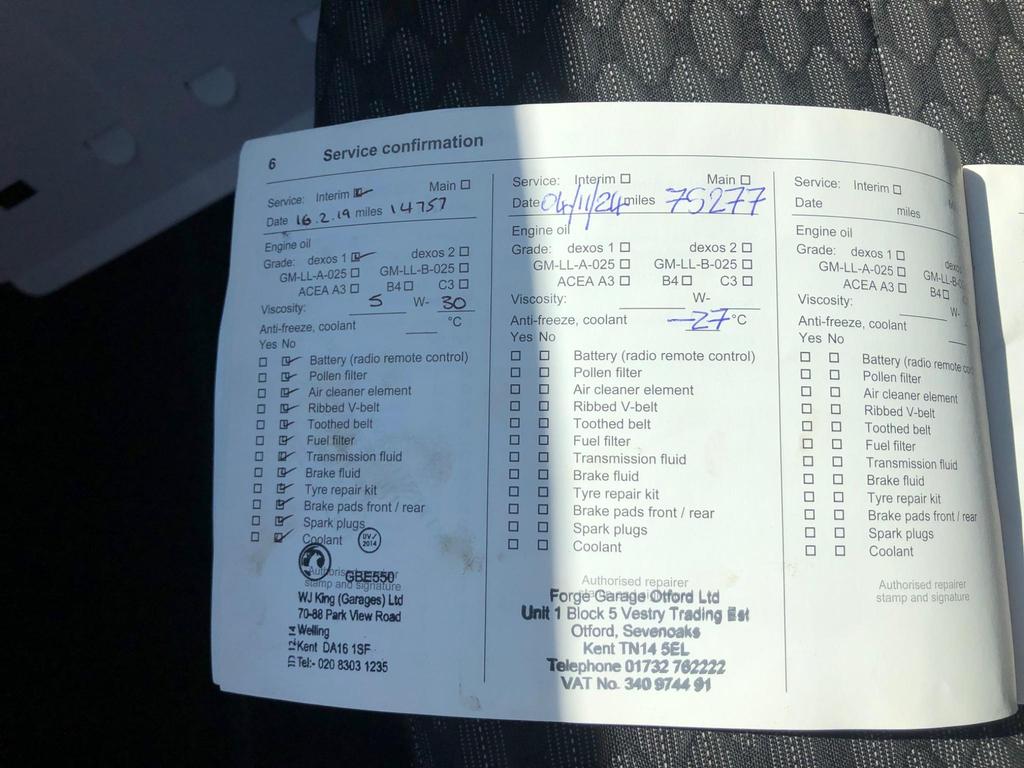 6 Service confirmation
Service: Interim ☑ Main ☐
Date 16.2.19 miles 14757
Engine oil
Grade: dexos 1 ☑ dexos 2 ☐
GM-LL-A-025 ☐ GM-LL-B-025 ☐
ACEA A3 ☐ B4 ☐ C3 ☐
Viscosity: 5 W- 30
Anti-freeze, coolant °C
Yes No
☐ ☑ Battery (radio remote control)
☐ ☑ Pollen filter
☐ ☑ Air cleaner element
☐ ☑ Ribbed V-belt
☐ ☑ Toothed belt
☐ ☑ Fuel filter
☐ ☑ Transmission fluid
☐ ☑ Brake fluid
☐ ☑ Tyre repair kit
☐ ☑ Brake pads front / rear
☐ ☑ Spark plugs
☐ ☑ Coolant
2014
Authorised
stamp and signature
GBE550
WJ King (Garages) Ltd
70-88 Park View Road
Welling
Kent DA16 1SF
Tel:- 020 8303 1235
Service: Interim ☐ Main ☐
Date 04/11/24 miles 75277
Engine oil
Grade: dexos 1 ☐ dexos 2 ☐
GM-LL-A-025 ☐ GM-LL-B-025 ☐
ACEA A3 ☐ B4 ☐ C3 ☐
Viscosity: W-
Anti-freeze, coolant -27 °C
Yes No
☐ ☐ Battery (radio remote control)
☐ ☐ Pollen filter
☐ ☐ Air cleaner element
☐ ☐ Ribbed V-belt
☐ ☐ Toothed belt
☐ ☐ Fuel filter
☐ ☐ Transmission fluid
☐ ☐ Brake fluid
☐ ☐ Tyre repair kit
☐ ☐ Brake pads front / rear
☐ ☐ Spark plugs
☐ ☐ Coolant
Authorised repairer
stamp and signature
Forge Garage Otford Ltd
Unit 1 Block 5 Vestry Trading Est
Otford, Sevenoaks
Kent TN14 5EL
Telephone 01732 762222
VAT No. 340 9744 91
Service: Interim ☐
Date miles
Engine oil
Grade: dexos 1 ☐
GM-LL-A-025 ☐ GM-LL-B-
ACEA A3 ☐ B4 ☐
Viscosity: W-
Anti-freeze, coolant
Yes No
☐ ☐ Battery (radio remote
☐ ☐ Pollen filter
☐ ☐ Air cleaner element
☐ ☐ Ribbed V-belt
☐ ☐ Toothed belt
☐ ☐ Fuel filter
☐ ☐ Transmission fluid
☐ ☐ Brake fluid
☐ ☐ Tyre repair kit
☐ ☐ Brake pads front / rear
☐ ☐ Spark plugs
☐ ☐ Coolant
Authorised repairer
stamp and signature